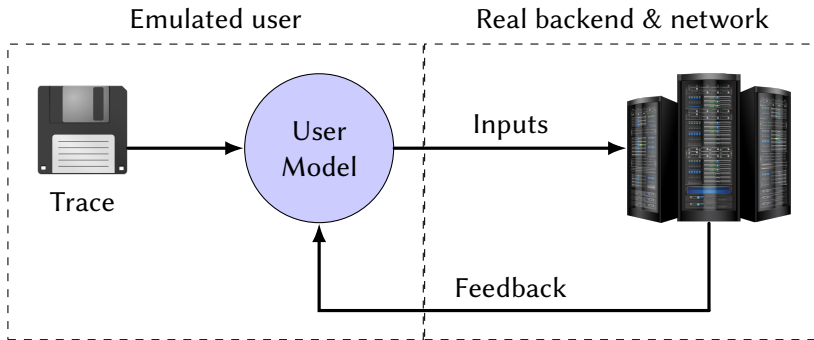 Emulated user
Real backend & network
Trace
User
Model
Inputs
Feedback